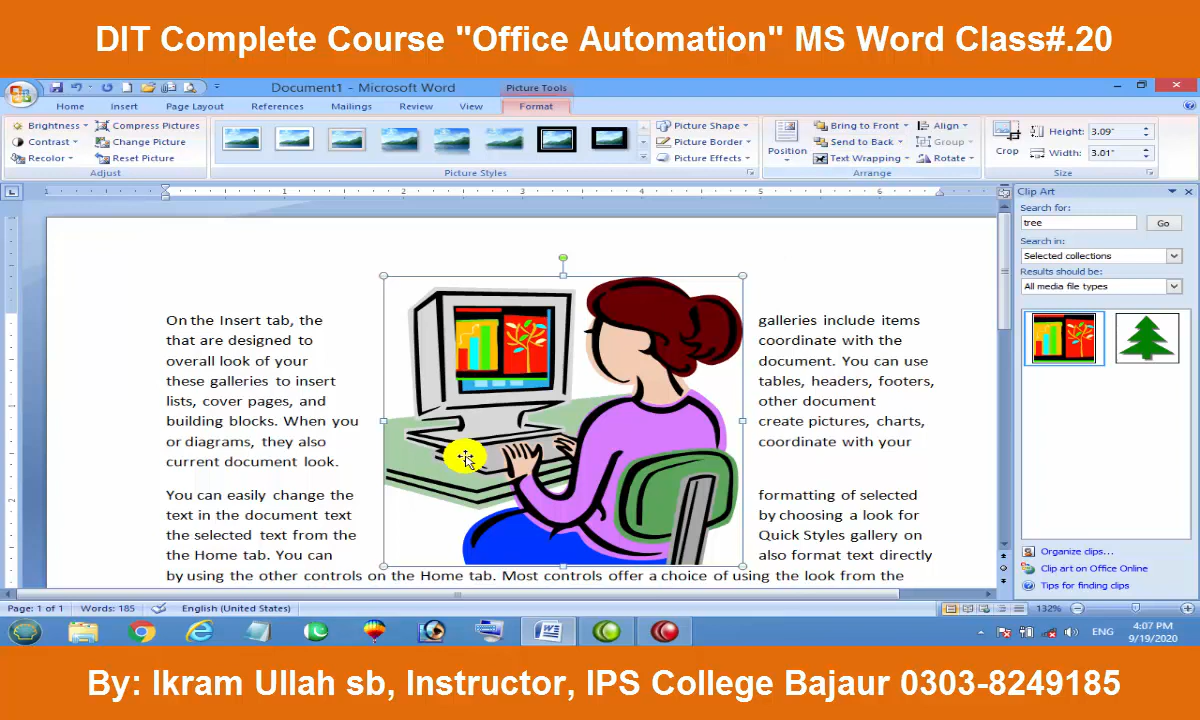 DIT Complete Course "Office Automation" MS Word Class#.20
Document1 - Microsoft Word
Picture Tools
Home Insert Page Layout References Mailings Review View Format
Brightness Compress Pictures Picture Shape Bring to Front Align Height: 3.09"
Contrast Change Picture Picture Border Position Send to Back Group Crop Width: 3.01"
Recolor Reset Picture Picture Effects Text Wrapping Rotate
Adjust Picture Styles Arrange Size
1 1 2 3 4 5 6
Clip Art
Search for:
tree Go
Search in:
Selected collections
Results should be:
All media file types
On the Insert tab, the galleries include items
that are designed to coordinate with the
overall look of your document. You can use
these galleries to insert tables, headers, footers,
lists, cover pages, and other document
building blocks. When you create pictures, charts,
or diagrams, they also coordinate with your
current document look.
You can easily change the formatting of selected
text in the document text by choosing a look for
the selected text from the Quick Styles gallery on
the Home tab. You can also format text directly
by using the other controls on the Home tab. Most controls offer a choice of using the look from the
Organize clips...
Clip art on Office Online
Tips for finding clips
Page: 1 of 1 Words: 185 English (United States) 132%
ENG 4:07 PM
9/19/2020
By: Ikram Ullah sb, Instructor, IPS College Bajaur 0303-8249185